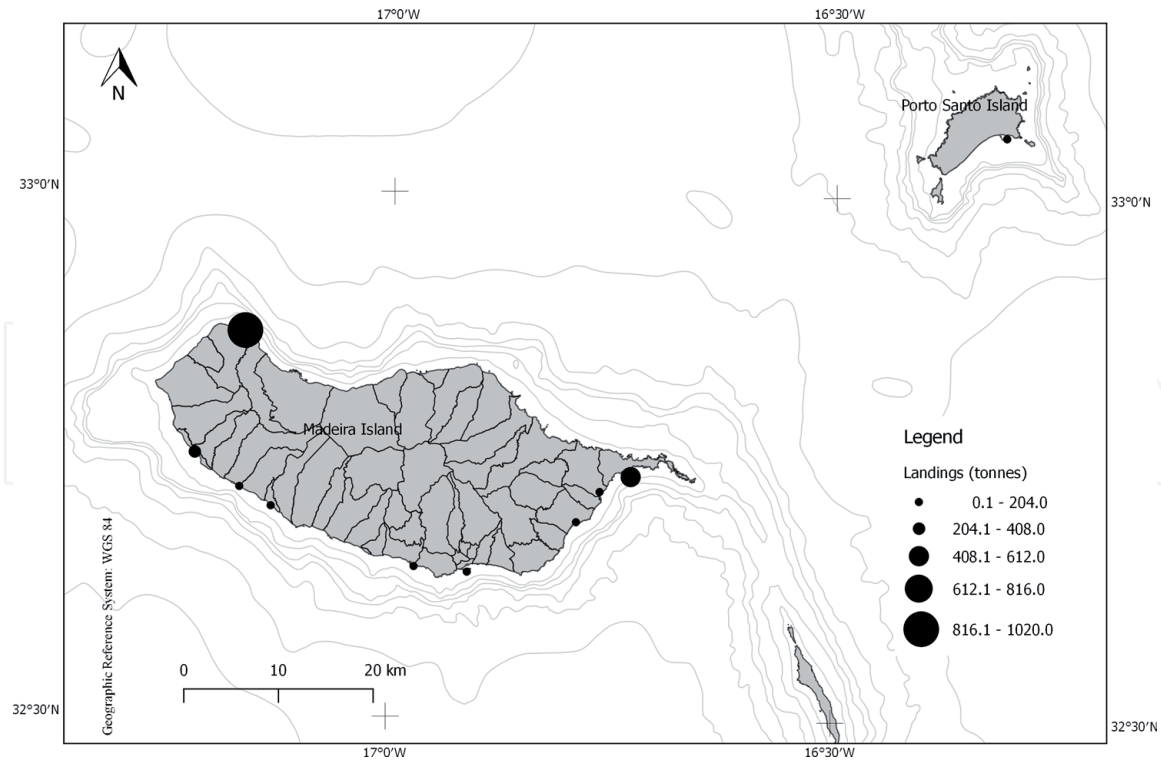 17°0'W
16°30'W
N
Porto Santo Island
33°0'N
33°0'N
Madeira Island
Legend
Landings (tonnes)
0.1 - 204.0
204.1 - 408.0
408.1 - 612.0
612.1 - 816.0
816.1 - 1020.0
Geographic Reference System: WGS 84
0 10 20 km
32°30'N
32°30'N
17°0'W
16°30'W